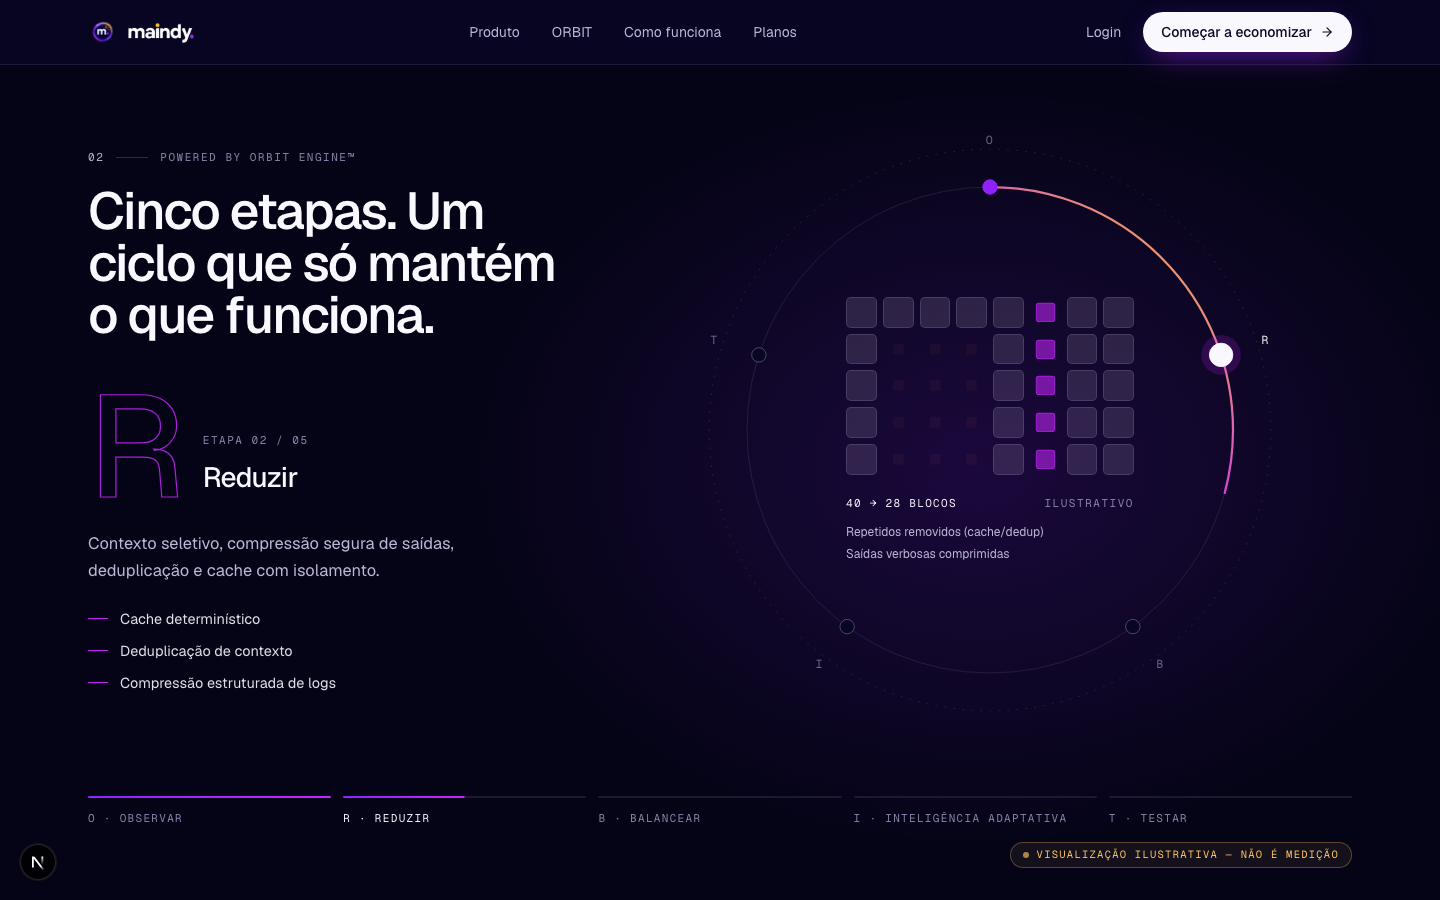 m. maindy.
Produto
ORBIT
Como funciona
Planos
Login
Começar a economizar →
02
POWERED BY ORBIT ENGINE™
Cinco etapas. Um
ciclo que só mantém
o que funciona.
R
ETAPA 02 / 05
Reduzir
Contexto seletivo, compressão segura de saídas,
deduplicação e cache com isolamento.
Cache determinístico
Deduplicação de contexto
Compressão estruturada de logs
O
R
B
I
T
40 → 28 BLOCOS
ILUSTRATIVO
Repetidos removidos (cache/dedup)
Saídas verbosas comprimidas
O · OBSERVAR
R · REDUZIR
B · BALANCEAR
I · INTELIGÊNCIA ADAPTATIVA
T · TESTAR
VISUALIZAÇÃO ILUSTRATIVA — NÃO É MEDIÇÃO
N